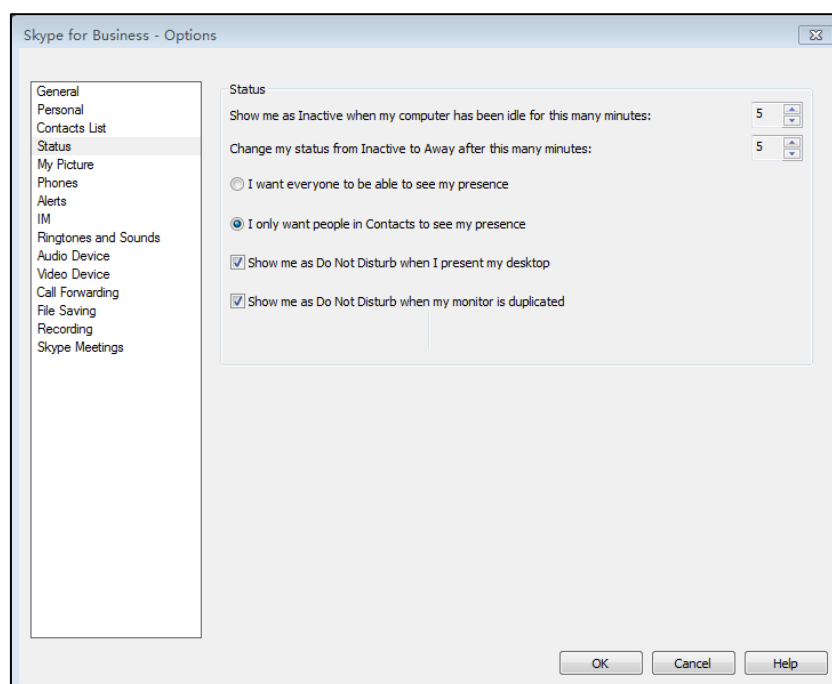 Skype for Business - Options
General
Personal
Contacts List
Status
My Picture
Phones
Alerts
IM
Ringtones and Sounds
Audio Device
Video Device
Call Forwarding
File Saving
Recording
Skype Meetings
Status
Show me as Inactive when my computer has been idle for this many minutes: 5
Change my status from Inactive to Away after this many minutes: 5
I want everyone to be able to see my presence
I only want people in Contacts to see my presence
Show me as Do Not Disturb when I present my desktop
Show me as Do Not Disturb when my monitor is duplicated
OK Cancel Help